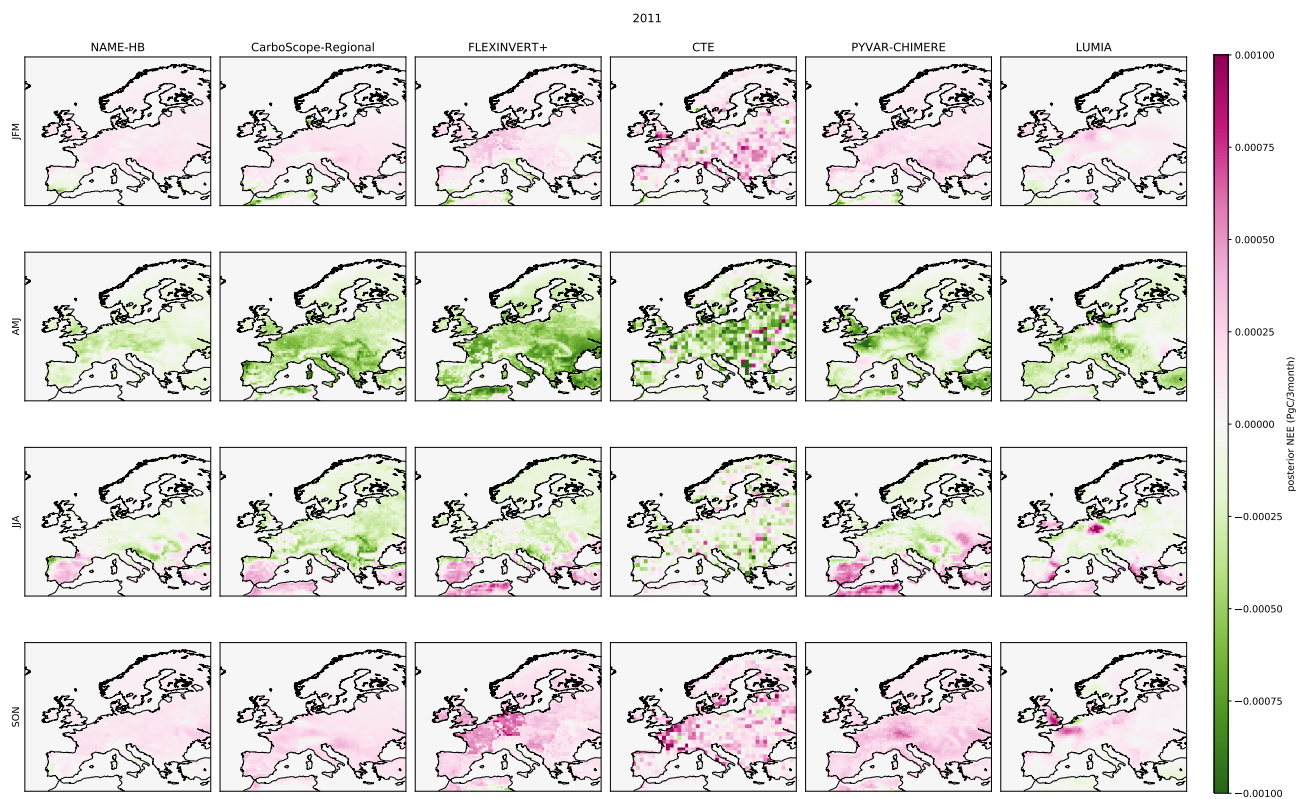 2011
NAME-HB
CarboScope-Regional
FLEXINVERT+
CTE
PYVAR-CHIMERE
LUMIA
JFM
AMJ
JJA
SON
0.00100
0.00075
0.00050
0.00025
0.00000
−0.00025
−0.00050
−0.00075
−0.00100
posterior NEE (PgC/3month)